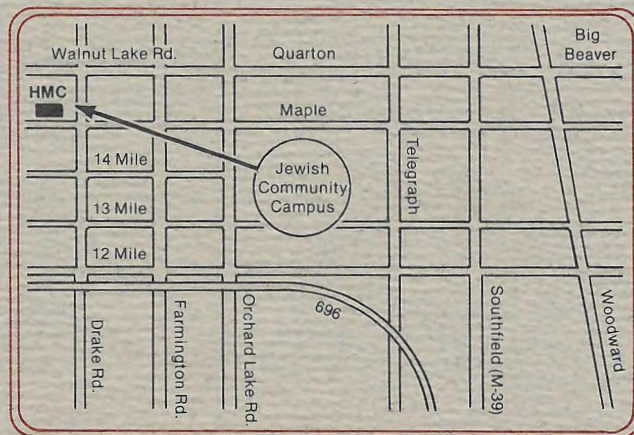 Big
Beaver
Walnut Lake Rd.
Quarton
HMC
Maple
14 Mile
Jewish
Community
Campus
Telegraph
13 Mile
12 Mile
696
Drake Rd.
Farmington Rd.
Orchard Lake Rd.
Southfield (M-39)
Woodward